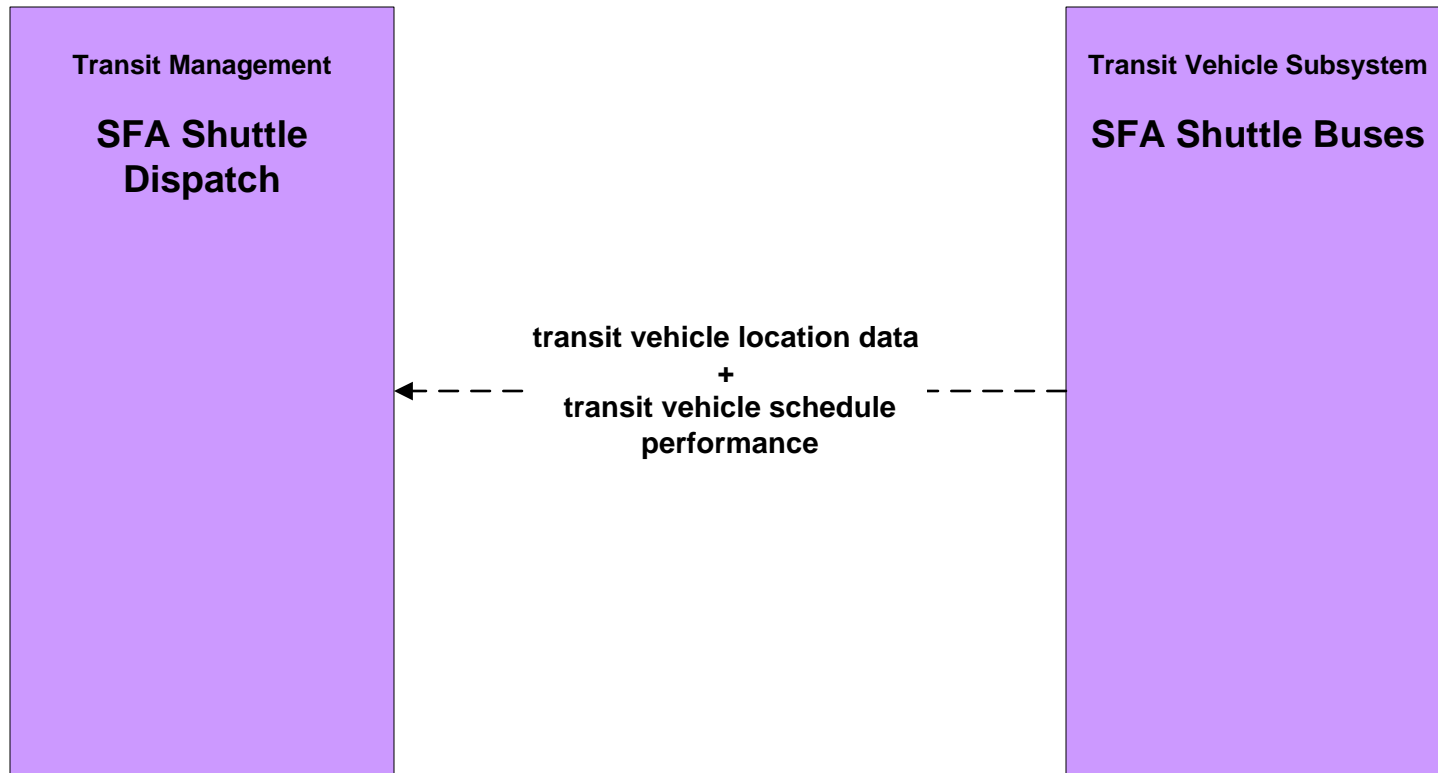 Transit Management
SFA Shuttle
Dispatch
Transit Vehicle Subsystem
SFA Shuttle Buses
transit vehicle location data
+
transit vehicle schedule
performance